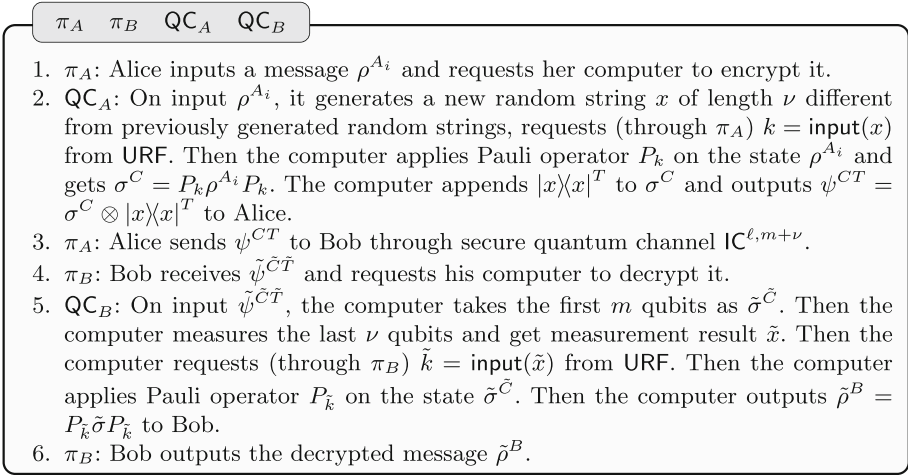 π_A π_B QC_A QC_B
1. π_A: Alice inputs a message ρ^{A_i} and requests her computer to encrypt it.
2. QC_A: On input ρ^{A_i}, it generates a new random string x of length ν different
from previously generated random strings, requests (through π_A) k = input(x)
from URF. Then the computer applies Pauli operator P_k on the state ρ^{A_i} and
gets σ^C = P_kρ^{A_i}P_k. The computer appends |x⟩⟨x|^T to σ^C and outputs ψ^{CT} =
σ^C ⊗ |x⟩⟨x|^T to Alice.
3. π_A: Alice sends ψ^{CT} to Bob through secure quantum channel IC^{ℓ,m+ν}.
4. π_B: Bob receives ψ̃^{C̃T̃} and requests his computer to decrypt it.
5. QC_B: On input ψ̃^{C̃T̃}, the computer takes the first m qubits as σ̃^{C̃}. Then the
computer measures the last ν qubits and get measurement result x̃. Then the
computer requests (through π_B) k̃ = input(x̃) from URF. Then the computer
applies Pauli operator P_{k̃} on the state σ̃^{C̃}. Then the computer outputs ρ̃^B =
P_{k̃}σ̃P_{k̃} to Bob.
6. π_B: Bob outputs the decrypted message ρ̃^B.